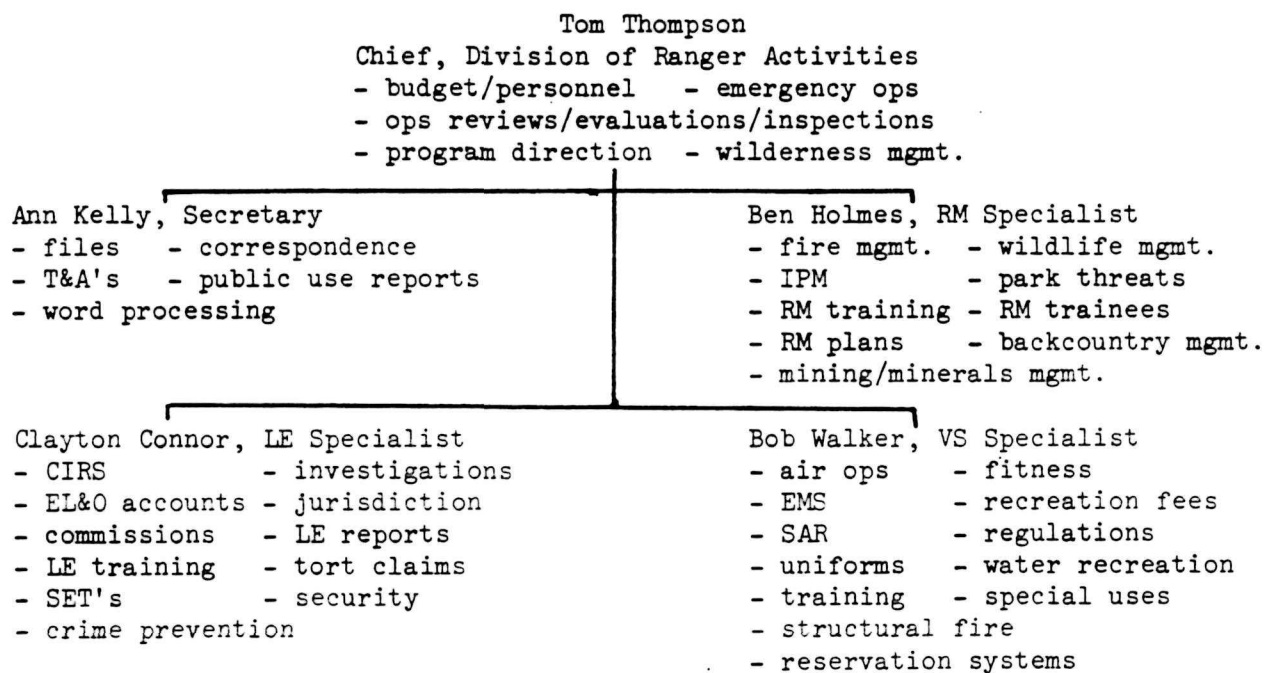 Tom Thompson
Chief, Division of Ranger Activities
- budget/personnel - emergency ops
- ops reviews/evaluations/inspections
- program direction - wilderness mgmt.
Ann Kelly, Secretary
- files - correspondence
- T&A's - public use reports
- word processing
Ben Holmes, RM Specialist
- fire mgmt. - wildlife mgmt.
- IPM - park threats
- RM training - RM trainees
- RM plans - backcountry mgmt.
- mining/minerals mgmt.
Clayton Connor, LE Specialist
- CIRS - investigations
- EL&O accounts - jurisdiction
- commissions - LE reports
- LE training - tort claims
- SET's - security
- crime prevention
Bob Walker, VS Specialist
- air ops - fitness
- EMS - recreation fees
- SAR - regulations
- uniforms - water recreation
- training - special uses
- structural fire
- reservation systems